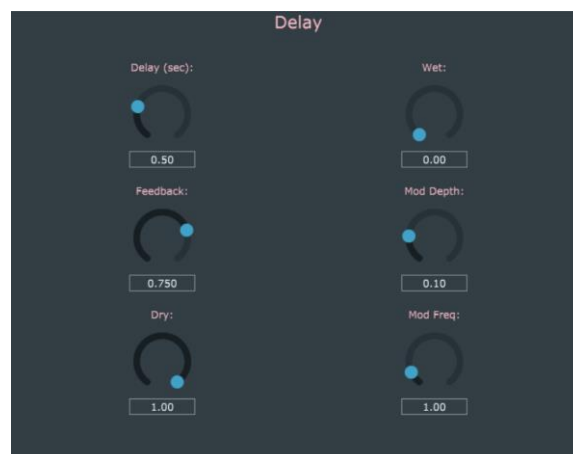 Delay
Delay (sec):
0.50
Wet:
0.00
Feedback:
0.750
Mod Depth:
0.10
Dry:
1.00
Mod Freq:
1.00